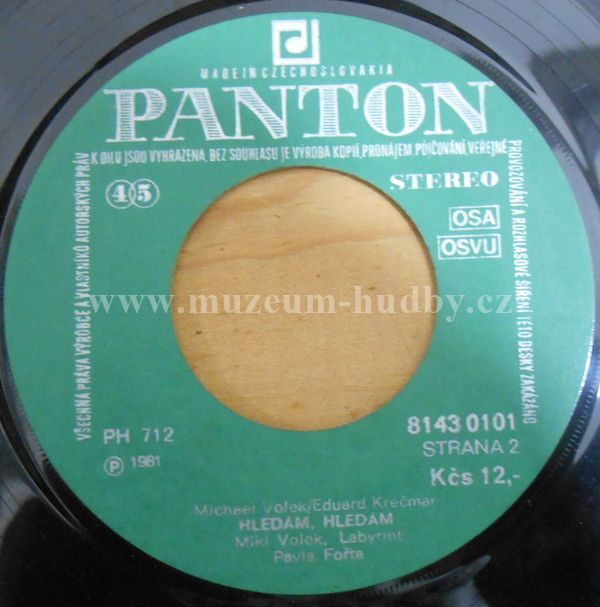 MADE IN CZECHOSLOVAKIA
PANTON
VŠECHNA PRÁVA VÝROBCE A VLASTNÍKŮ AUTORSKÝCH PRÁV
K DÍLU JSOU VYHRAZENA. BEZ SOUHLASU JE VÝROBA KOPIÍ, PRONÁJEM, PŮJČOVÁNÍ, VEŘEJNÉ
PROVOZOVÁNÍ A ROZHLASOVÉ ŠÍŘENÍ TÉTO DESKY ZAKÁZÁNO
45
STEREO
OSA
OSVU
www.muzeum-hudby.cz
PH 712
8143 0101
Ⓟ 1981
STRANA 2
Kčs 12,-
Michael Volek/Eduard Krečmar
HLEDÁM, HLEDÁM
Miki Volek, Labyrint
Pavla Fořta